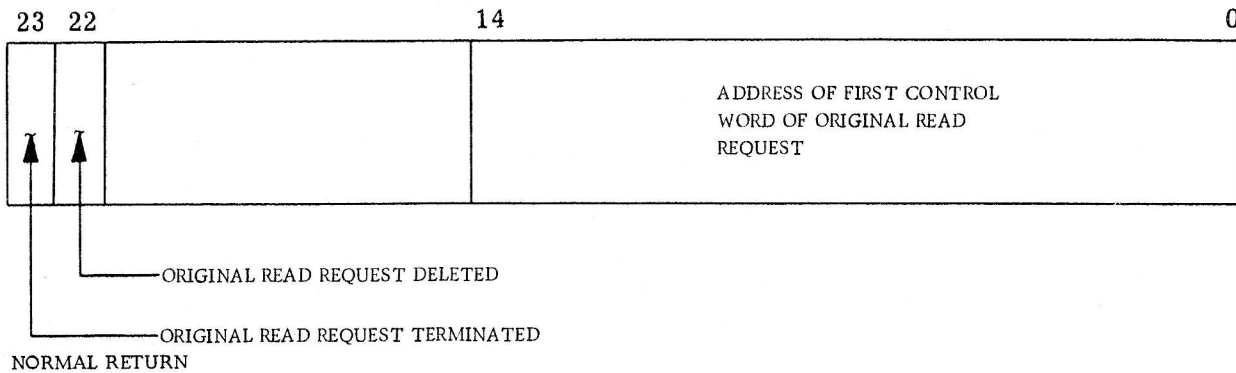 23 22 14 0
ADDRESS OF FIRST CONTROL
WORD OF ORIGINAL READ
REQUEST
ORIGINAL READ REQUEST DELETED
ORIGINAL READ REQUEST TERMINATED
NORMAL RETURN